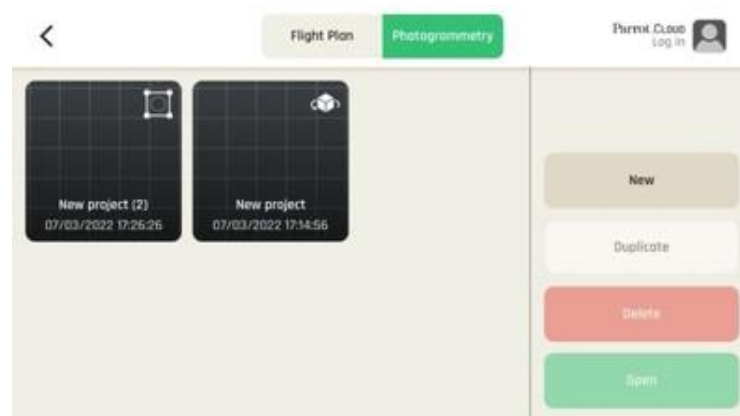 Flight Plan
Photogrammetry
Parrot.Cloud
Log in
New project (2)
07/03/2022 17:26:26
New project
07/03/2022 17:14:56
New
Duplicate
Delete
Open